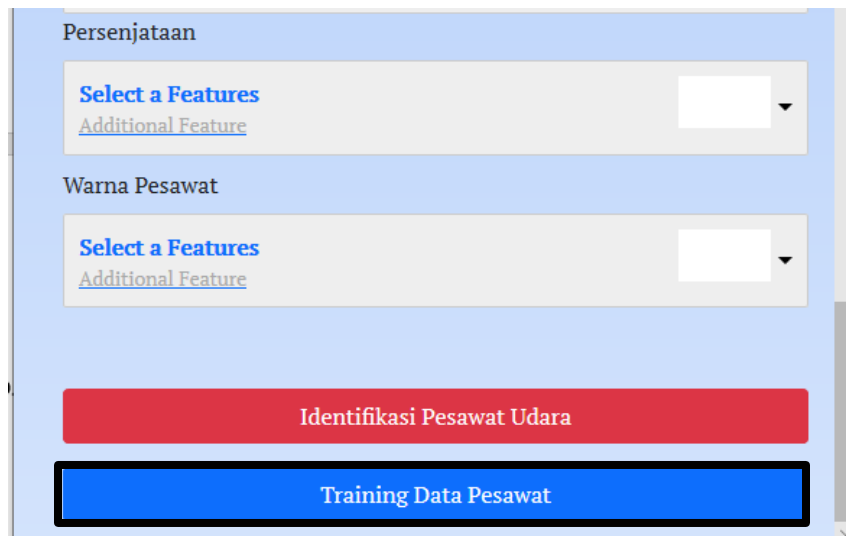 Persenjataan
Select a Features
Additional Feature
Warna Pesawat
Select a Features
Additional Feature
Identifikasi Pesawat Udara
Training Data Pesawat